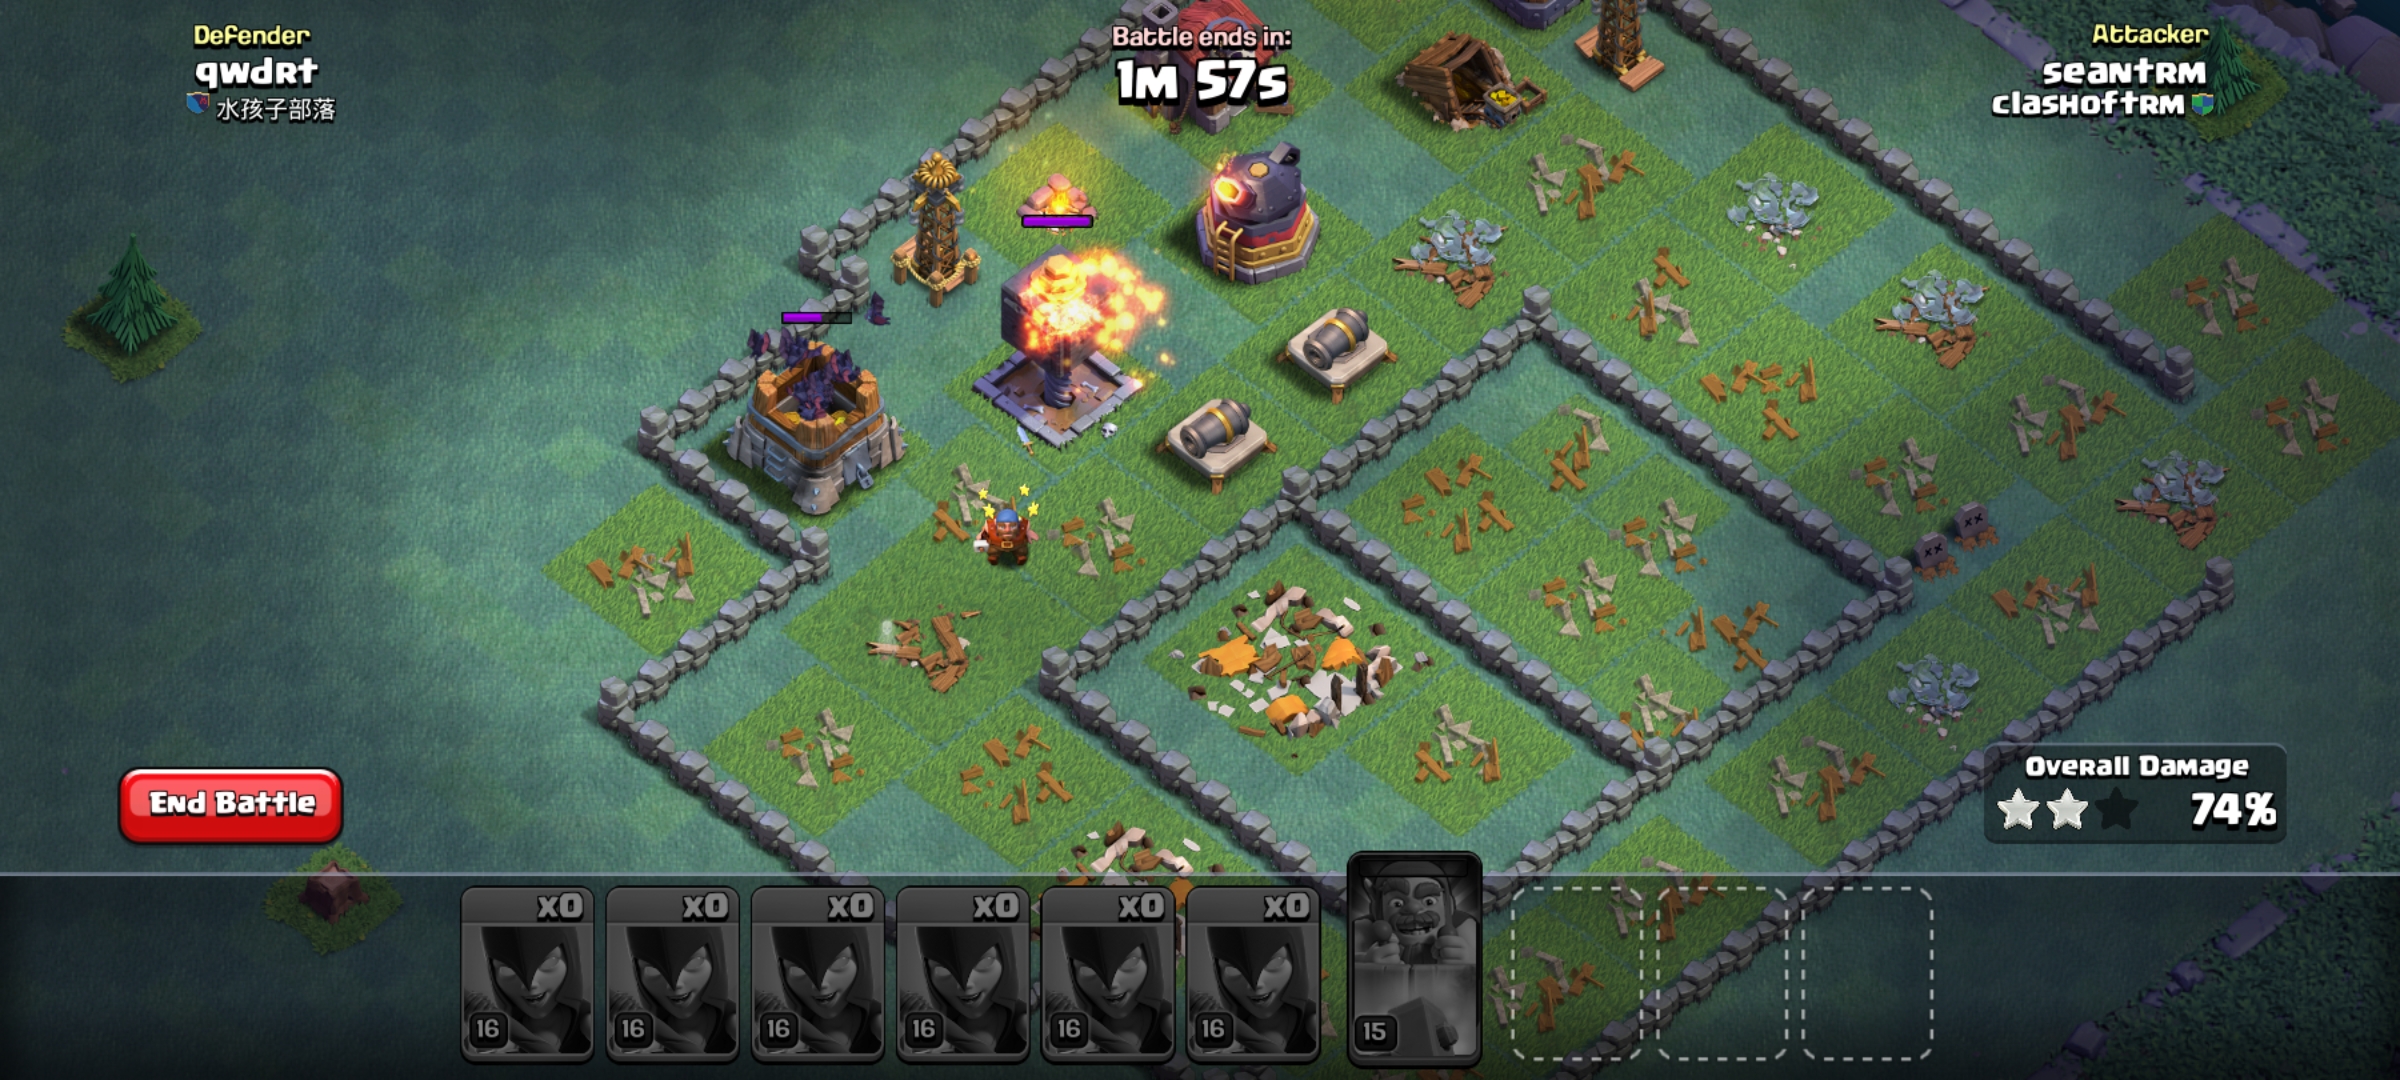 Defender
qwdrt
水孩子部落
Battle ends in:
1M 57s
Attacker
seantrm
clashoftrm
End Battle
Overall Damage
74%
x0
x0
x0
x0
x0
x0
16
16
16
16
16
16
15